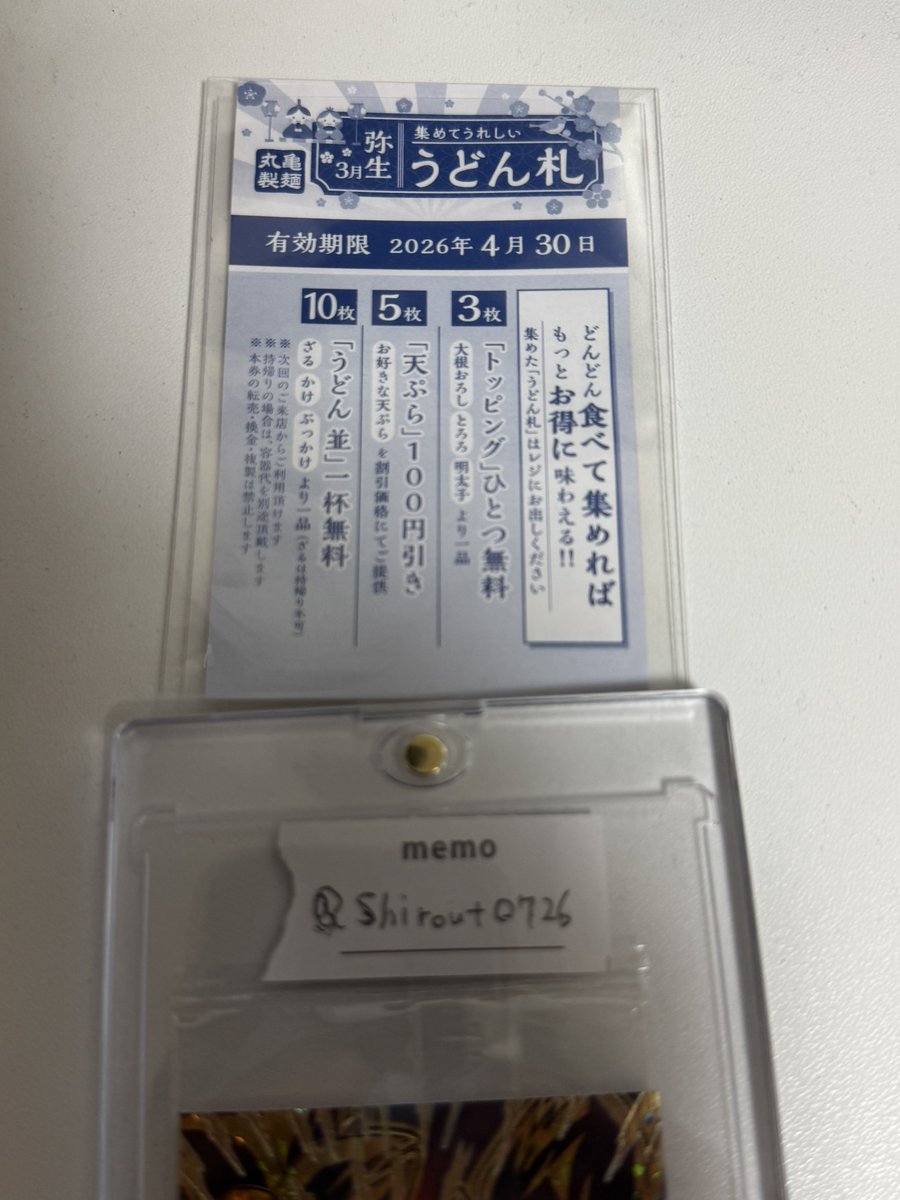 丸亀製麺
弥生
3月
集めてうれしい
うどん札
有効期限 2026年 4月 30日
どんどん食べて集めれば
もっとお得に味わえる!!
集めた「うどん札」はレジにお出しください
3枚
「トッピング」ひとつ無料
大根おろし とろろ 明太子 より一品
5枚
「天ぷら」100円引き
お好きな天ぷら を割引価格にてご提供
10枚
「うどん 並」一杯無料
ざる かけ ぶっかけ より一品(ざるは持帰り不可)
※次回のご来店からご利用頂けます
※持帰りの場合は、容器代を別途頂戴します
※本券の転売・換金・複製は禁止します
memo
@Shirout0726